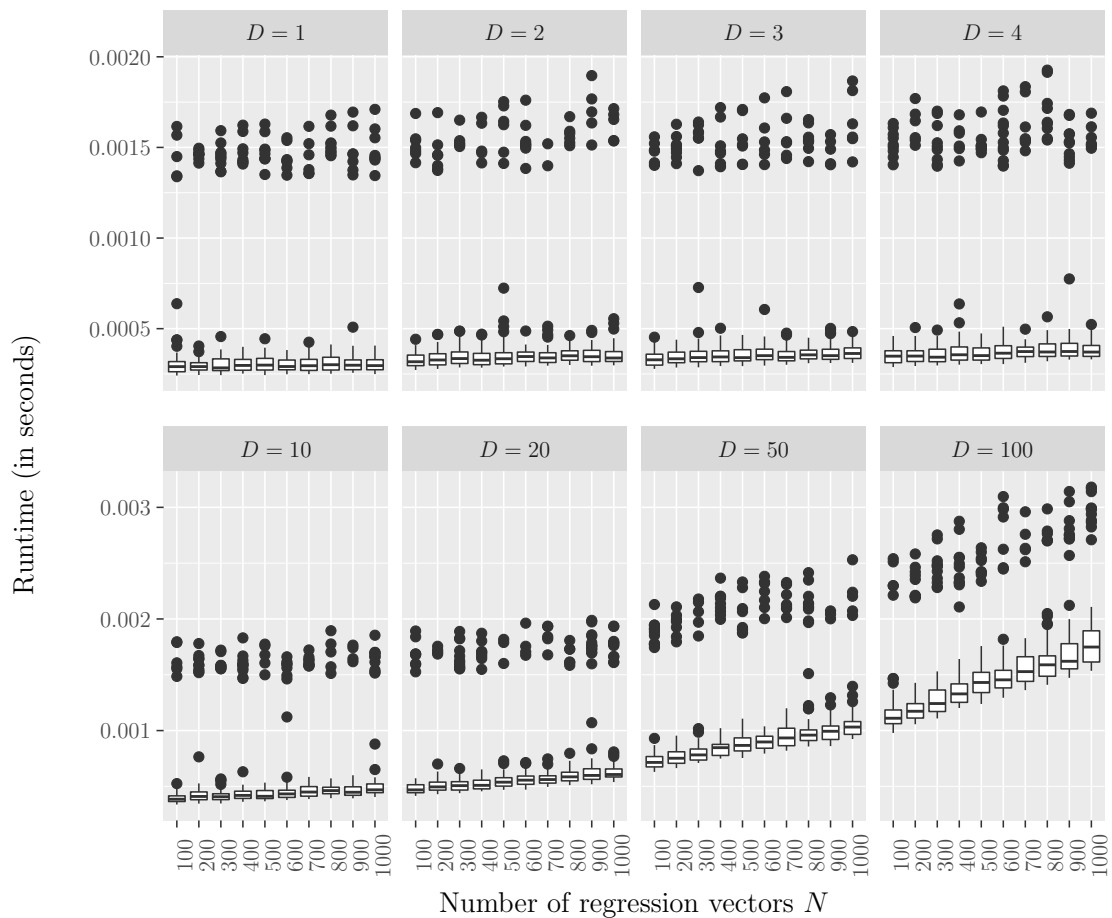 D = 1 D = 2 D = 3 D = 4
0.0020
0.0015
0.0010
0.0005
D = 10 D = 20 D = 50 D = 100
0.003
0.002
0.001
100 200 300 400 500 600 700 800 900 1000 100 200 300 400 500 600 700 800 900 1000 100 200 300 400 500 600 700 800 900 1000 100 200 300 400 500 600 700 800 900 1000
Number of regression vectors N
Runtime (in seconds)